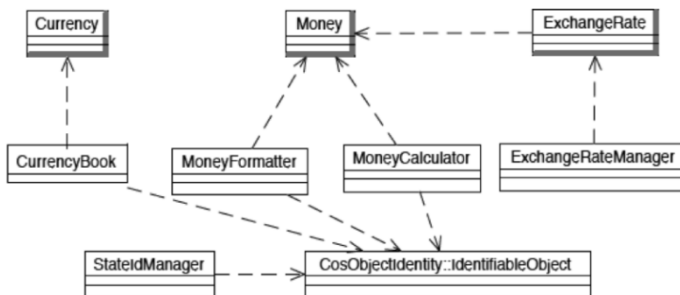 Currency
Money
ExchangeRate
CurrencyBook
MoneyFormatter
MoneyCalculator
ExchangeRateManager
StateIdManager
CosObjectIdentity::IdentifiableObject